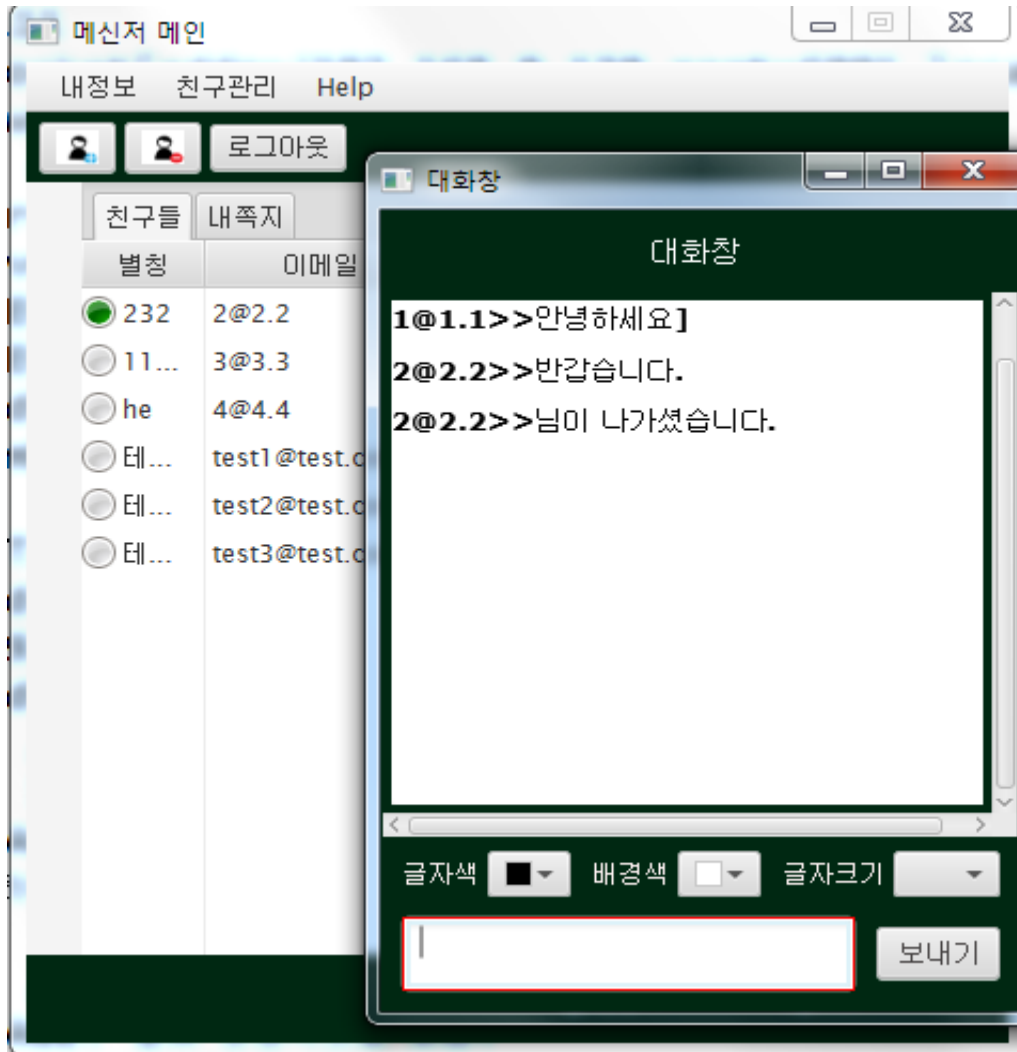 메신저 메인
내정보 친구관리 Help
로그아웃
친구들 내쪽지
별칭 이메일
232 2@2.2
11... 3@3.3
he 4@4.4
테... test1@test.c
테... test2@test.c
테... test3@test.c
대화창
대화창
1@1.1>>안녕하세요]
2@2.2>>반갑습니다.
2@2.2>>님이 나가셨습니다.
글자색 배경색 글자크기
보내기